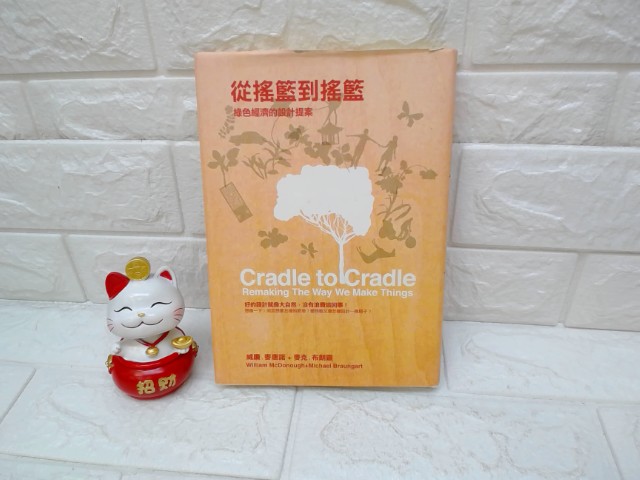 從搖籃到搖籃
綠色經濟的設計提案
Cradle to Cradle
Remaking The Way We Make Things
好的設計就像大自然，沒有浪費與回收！
威廉．麥唐諾 + 麥克．布朗嘉
William McDonough+Michael Braungart
招財